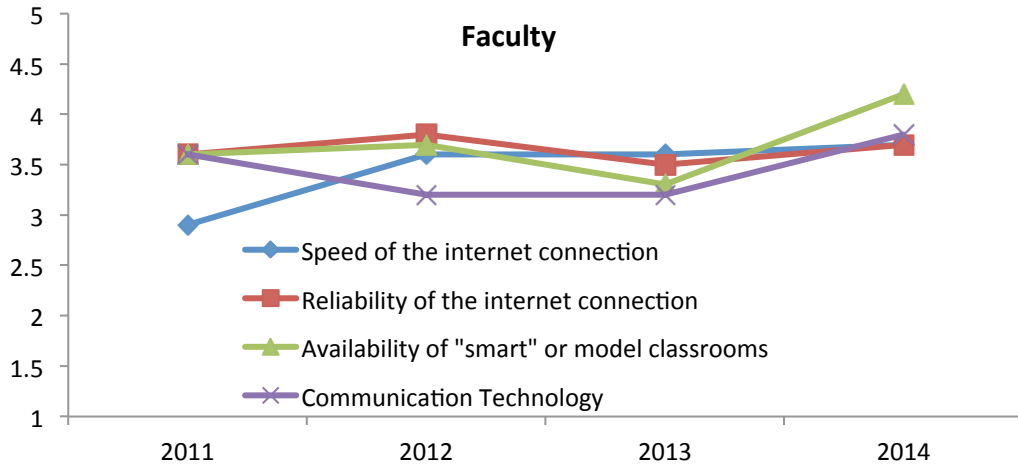 Faculty
5
4.5
4
3.5
3
2.5
2
1.5
1
Speed of the internet connection
Reliability of the internet connection
Availability of "smart" or model classrooms
Communication Technology
2011 2012 2013 2014